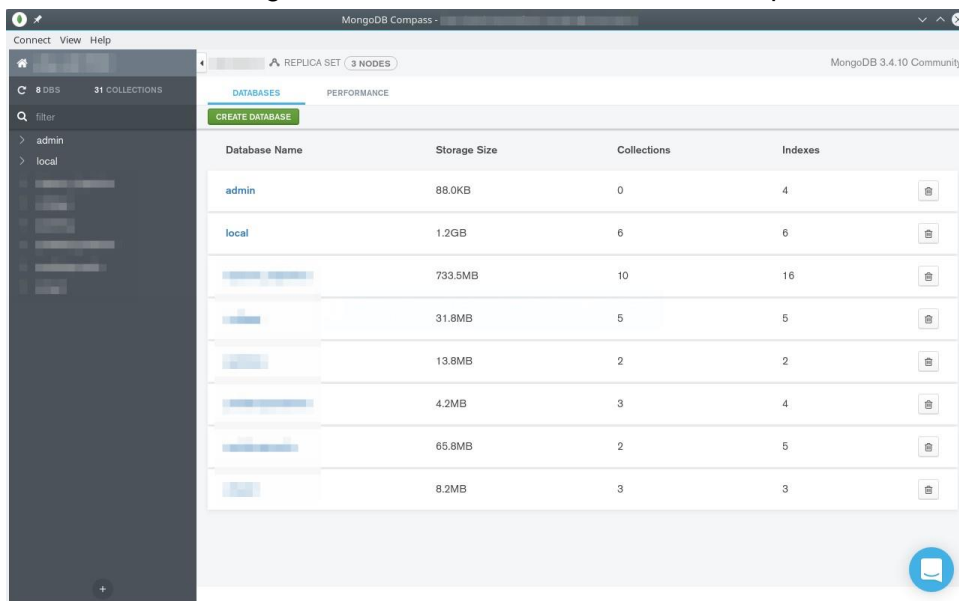 MongoDB Compass -
Connect View Help
REPLICA SET 3 NODES
MongoDB 3.4.10 Community
8 DBS 31 COLLECTIONS
DATABASES PERFORMANCE
filter
CREATE DATABASE
admin
local
Database Name Storage Size Collections Indexes
admin 88.0KB 0 4
local 1.2GB 6 6
733.5MB 10 16
31.8MB 5 5
13.8MB 2 2
4.2MB 3 4
65.8MB 2 5
8.2MB 3 3